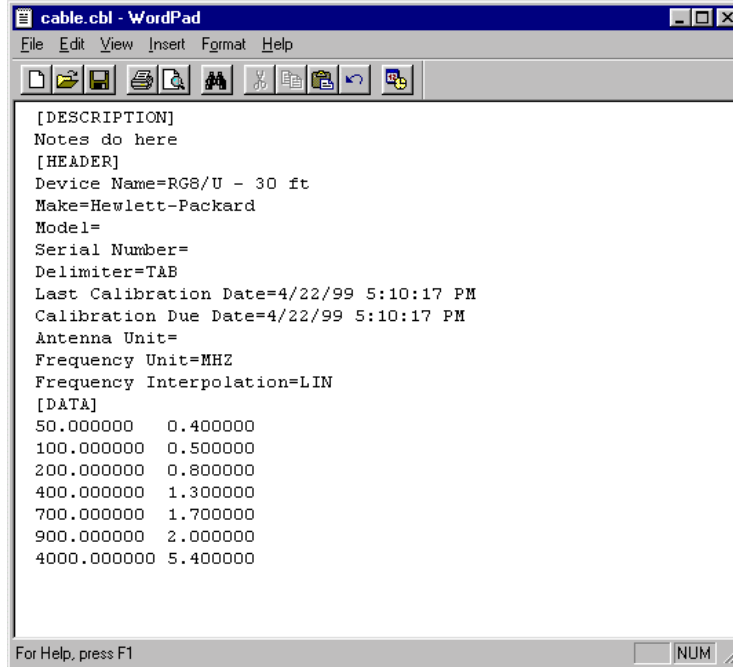 cable.cbl - WordPad
File Edit View Insert Format Help
[DESCRIPTION]
Notes do here
[HEADER]
Device Name=RG8/U - 30 ft
Make=Hewlett-Packard
Model=
Serial Number=
Delimiter=TAB
Last Calibration Date=4/22/99 5:10:17 PM
Calibration Due Date=4/22/99 5:10:17 PM
Antenna Unit=
Frequency Unit=MHZ
Frequency Interpolation=LIN
[DATA]
50.000000 0.400000
100.000000 0.500000
200.000000 0.800000
400.000000 1.300000
700.000000 1.700000
900.000000 2.000000
4000.000000 5.400000
For Help, press F1 NUM